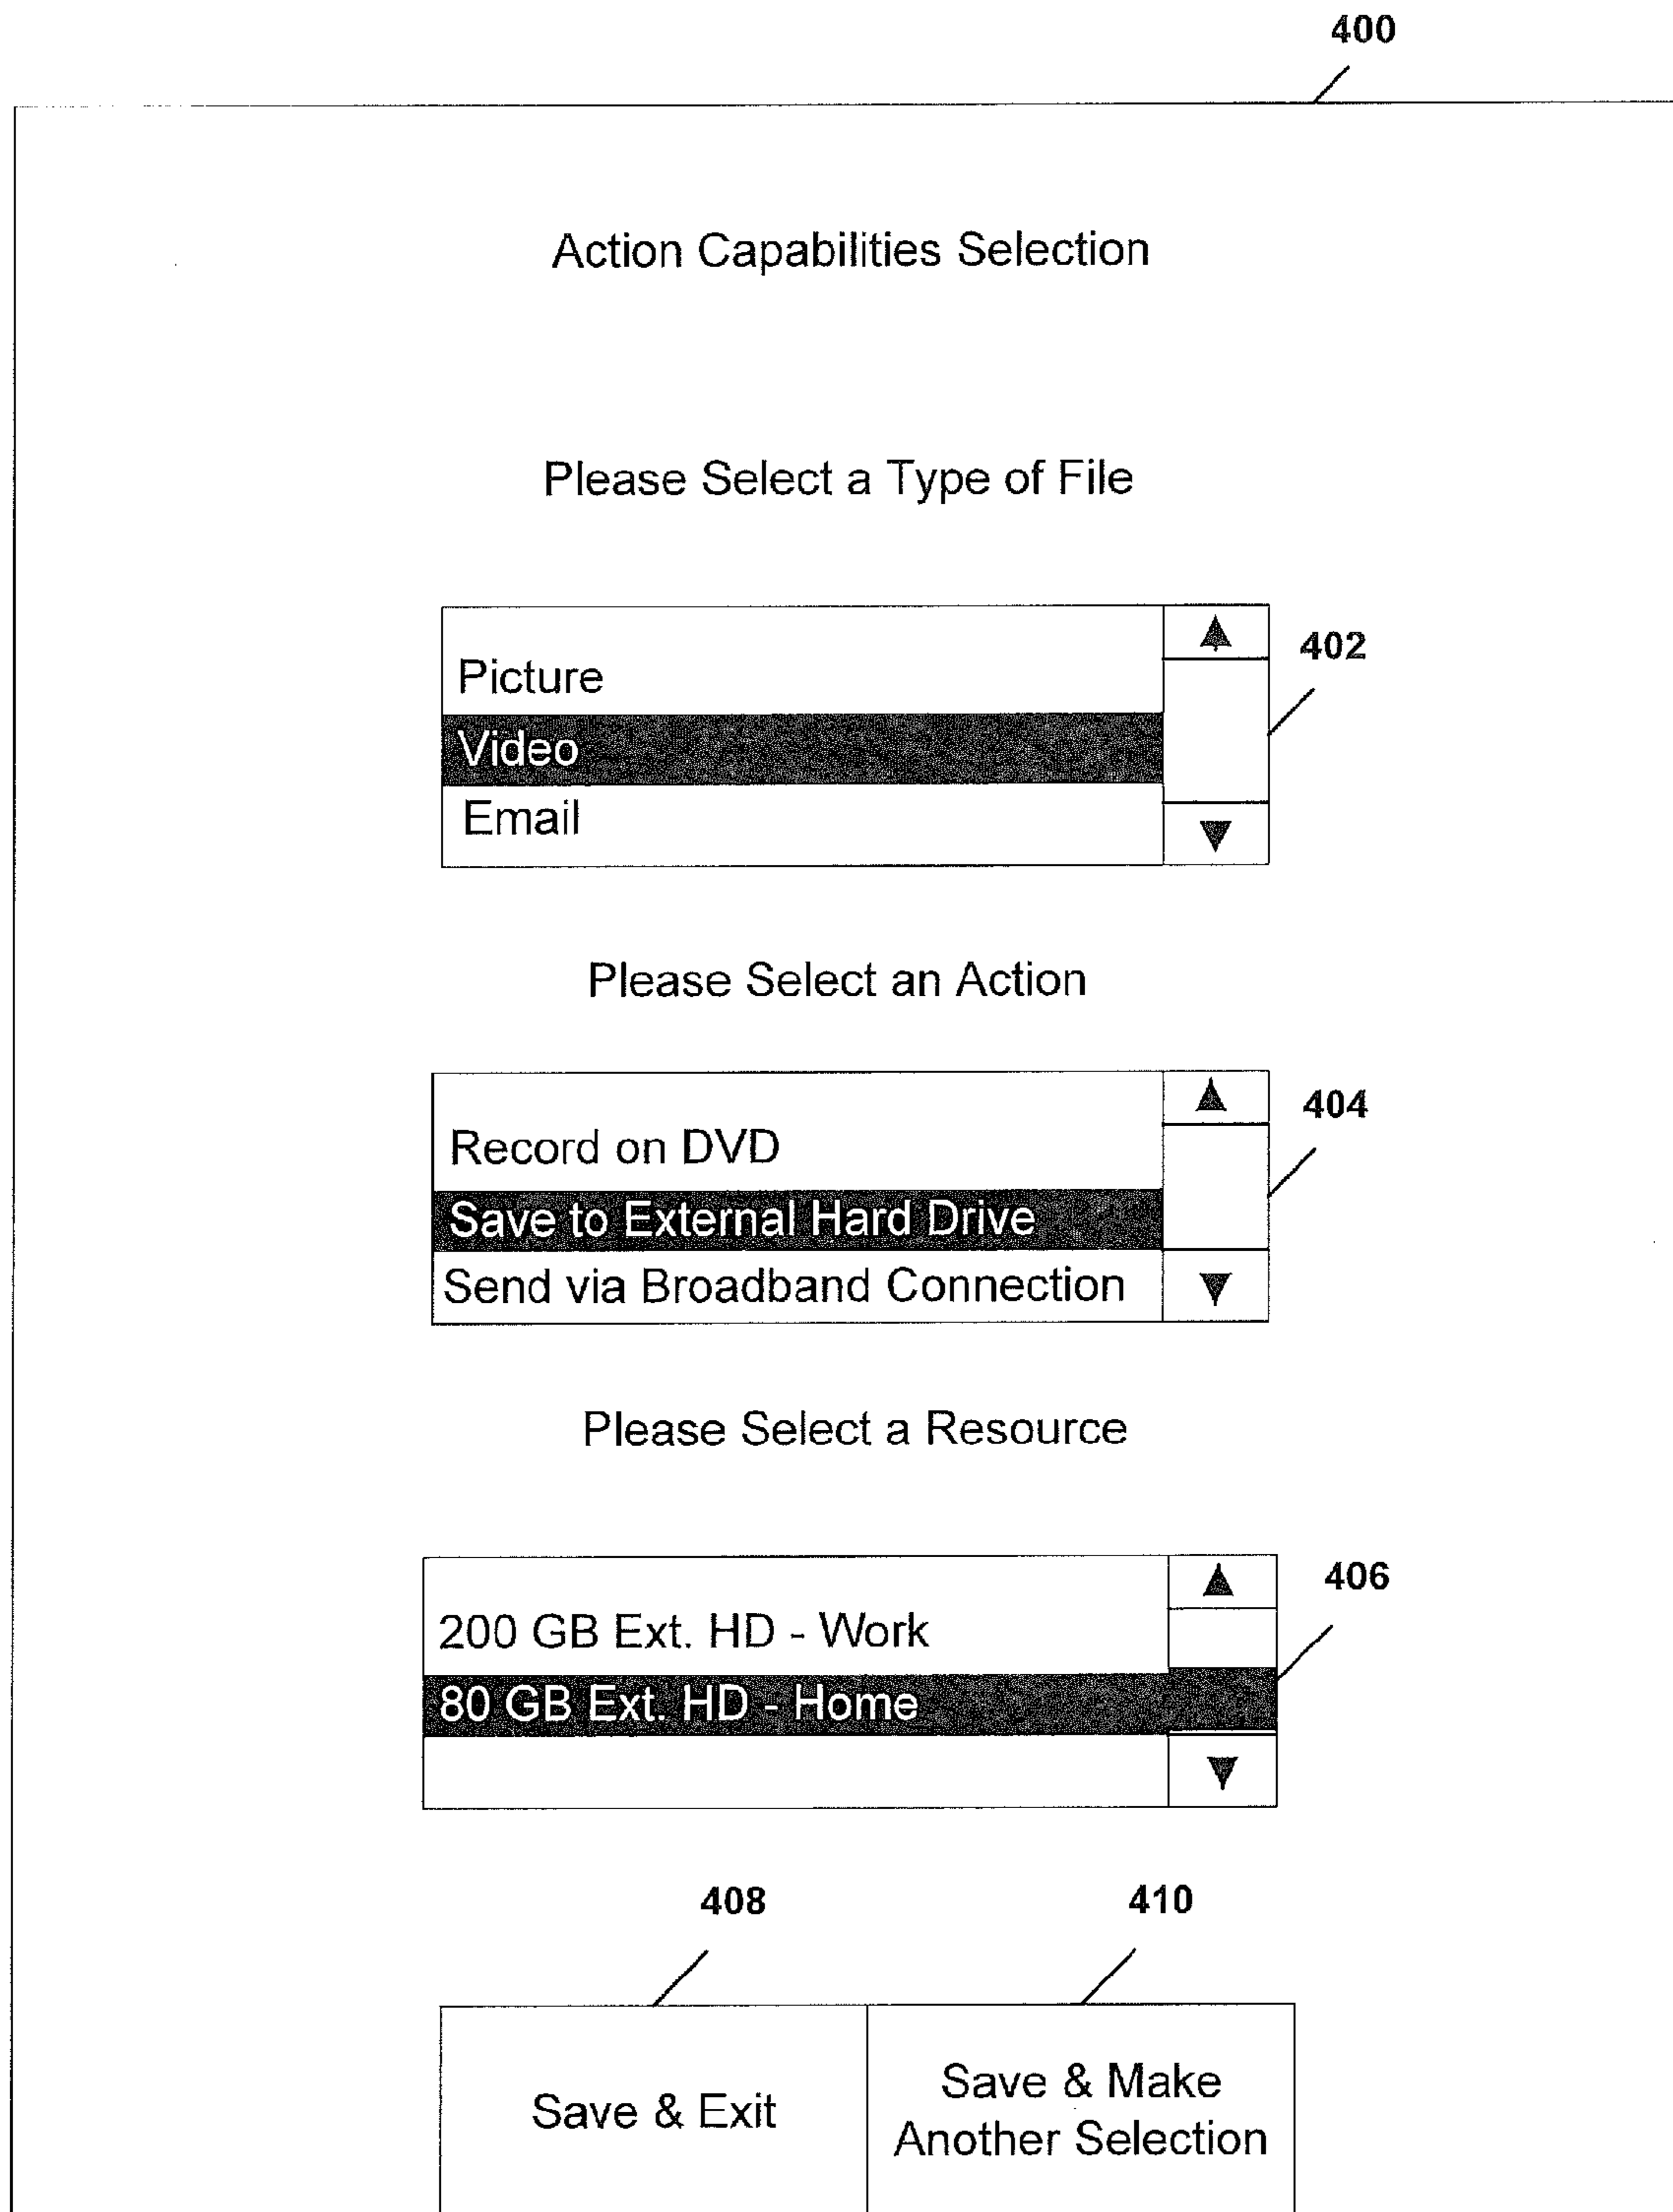 400
Action Capabilities Selection
Please Select a Type of File
Picture
402
Video
Email
Please Select an Action
404
Record on DVD
Save to External Hard Drive
Send via Broadband Connection
Please Select a Resource
406
200 GB Ext. HD - Work
80 GB Ext. HD - Home
408
410
Save & Exit
Save & Make
Another Selection